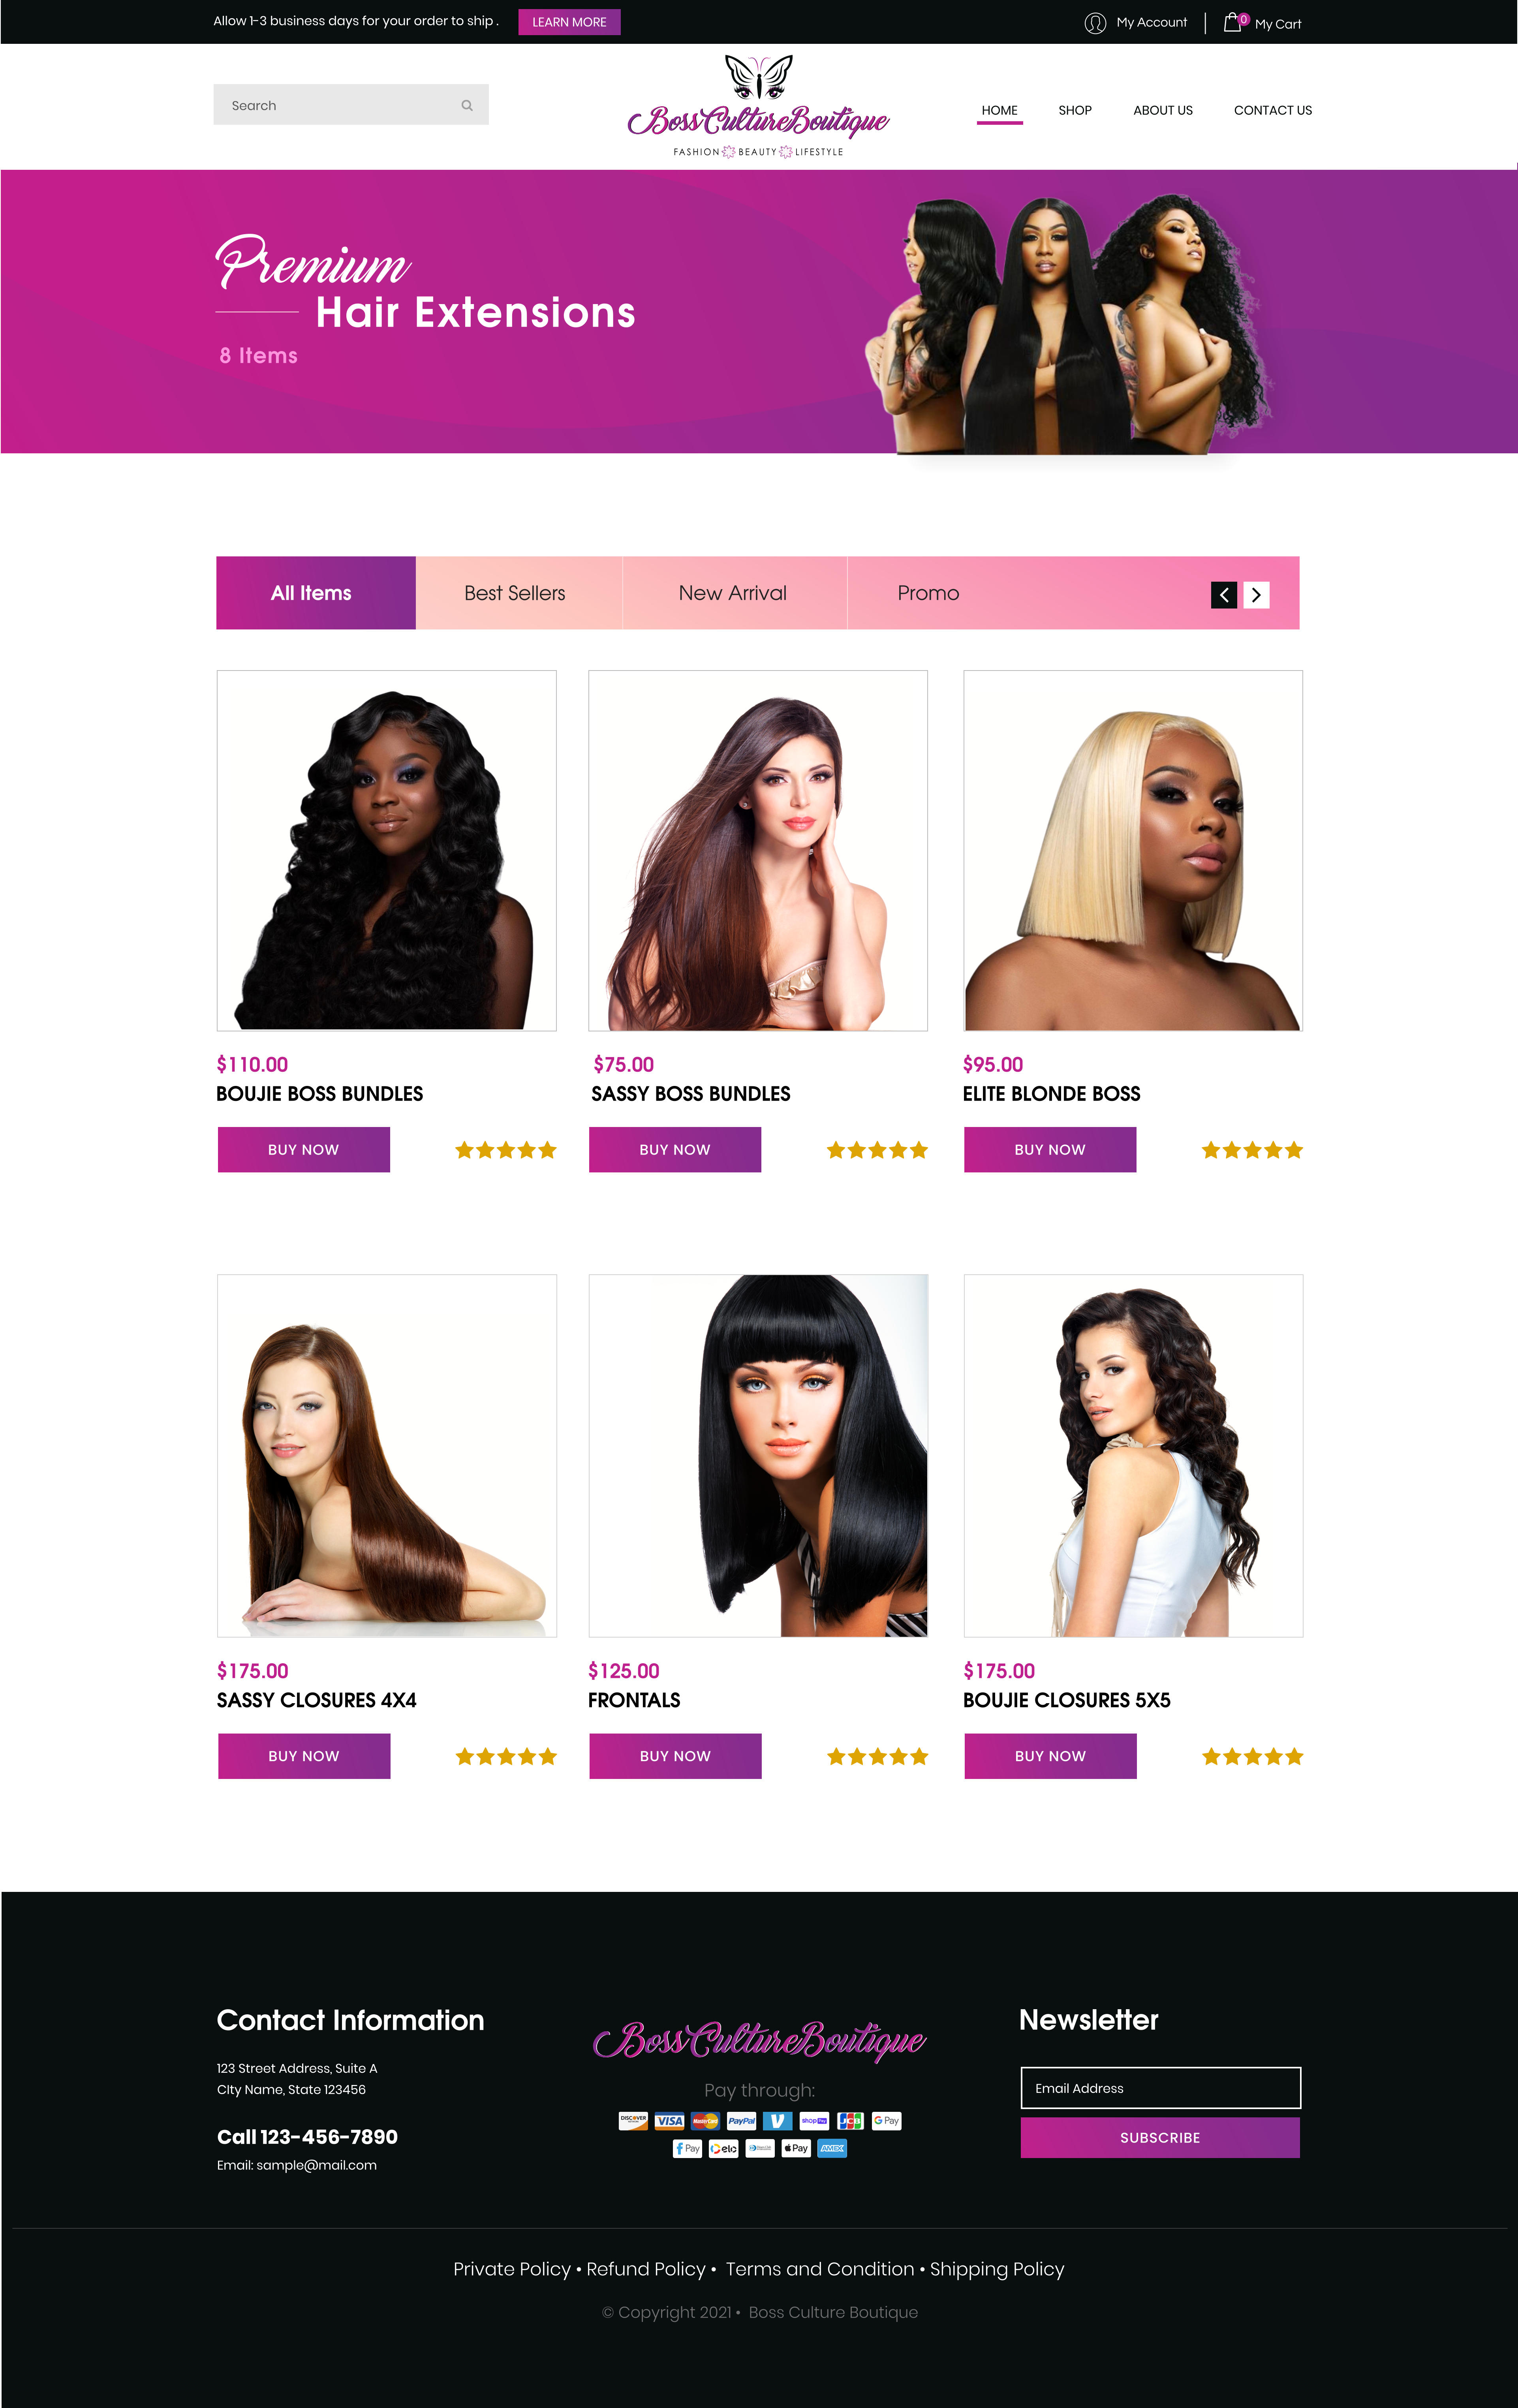 Allow 1-3 business days for your order to ship .
LEARN MORE
My Account
0
My Cart
Search
BossCultureBoutique
FASHION BEAUTY LIFESTYLE
HOME
SHOP
ABOUT US
CONTACT US
Premium
Hair Extensions
8 Items
All Items
Best Sellers
New Arrival
Promo
$110.00
BOUJIE BOSS BUNDLES
BUY NOW
$75.00
SASSY BOSS BUNDLES
BUY NOW
$95.00
ELITE BLONDE BOSS
BUY NOW
$175.00
SASSY CLOSURES 4X4
BUY NOW
$125.00
FRONTALS
BUY NOW
$175.00
BOUJIE CLOSURES 5X5
BUY NOW
Contact Information
123 Street Address, Suite A
CIty Name, State 123456
Call 123-456-7890
Email: sample@mail.com
BossCultureBoutique
Pay through:
DISCOVER VISA MasterCard PayPal V shop Pay JCB G Pay
f Pay elo Pay AMEX
Newsletter
Email Address
SUBSCRIBE
Private Policy • Refund Policy • Terms and Condition • Shipping Policy
© Copyright 2021 • Boss Culture Boutique